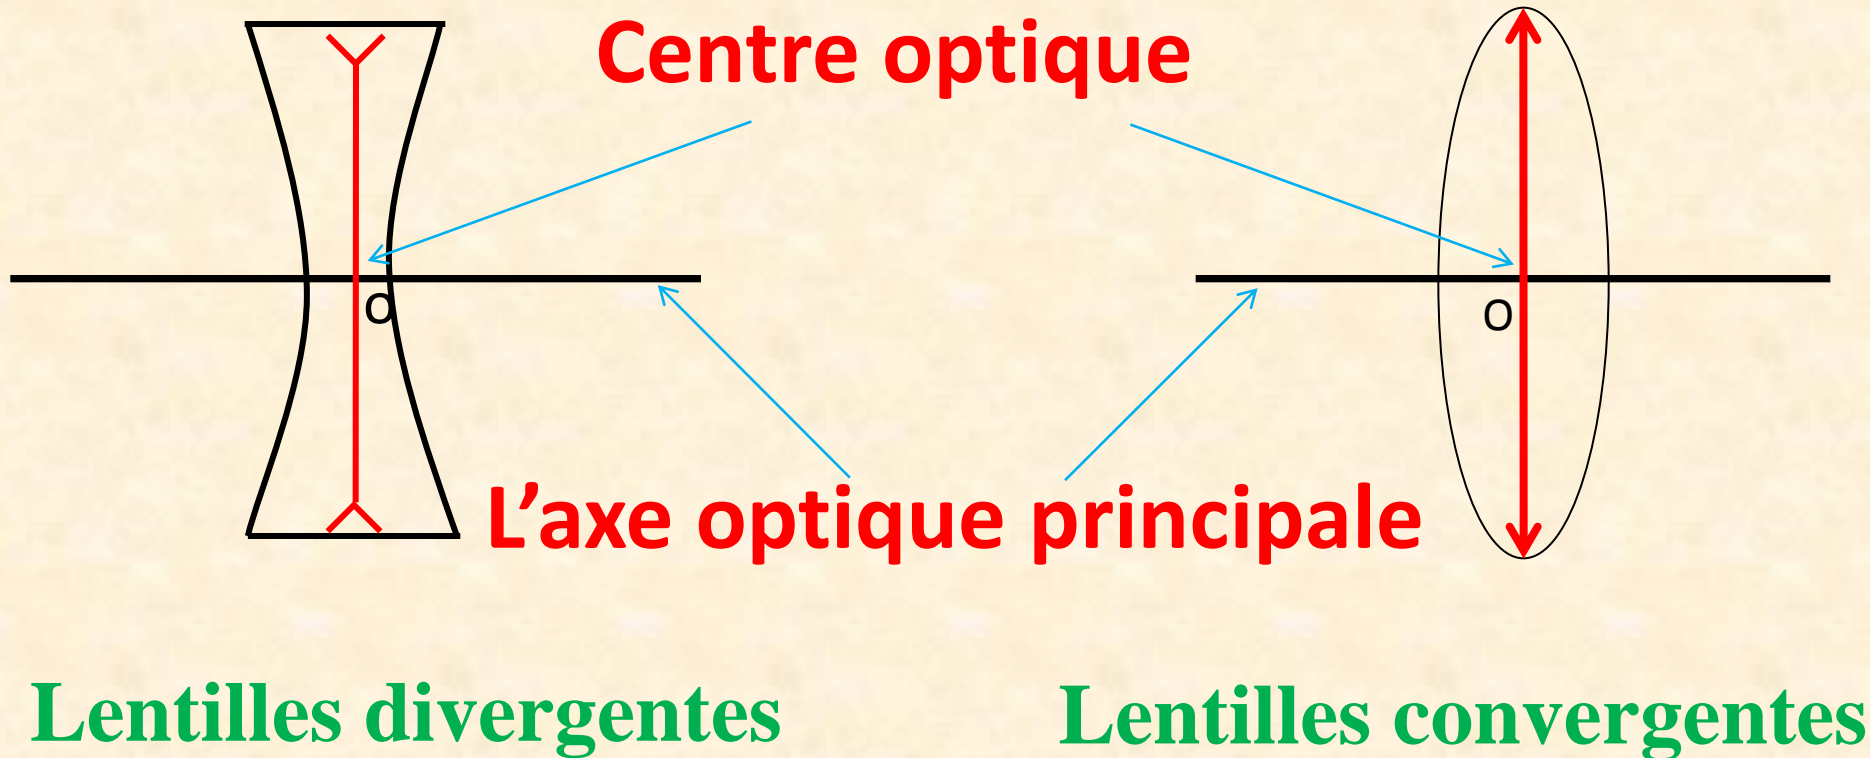 Centre optique
O
O
L’axe optique principale
Lentilles divergentes
Lentilles convergentes